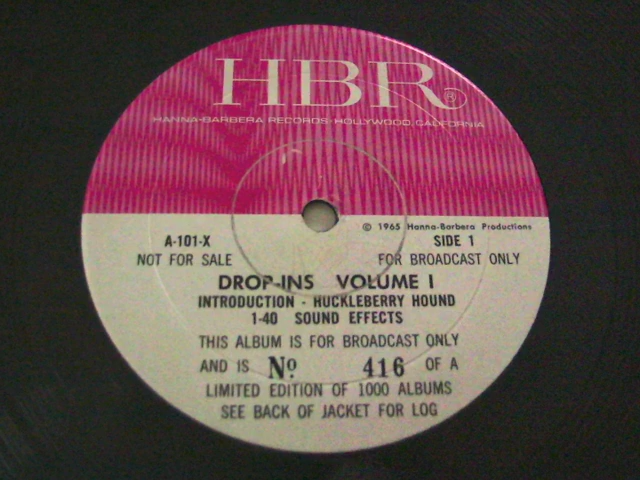 HBR®
HANNA-BARBERA RECORDS·HOLLYWOOD, CALIFORNIA
© 1965 Hanna-Barbera Productions
A-101-X SIDE 1
NOT FOR SALE FOR BROADCAST ONLY
DROP-INS VOLUME I
INTRODUCTION - HUCKLEBERRY HOUND
1-40 SOUND EFFECTS
THIS ALBUM IS FOR BROADCAST ONLY
AND IS Nº 416 OF A
LIMITED EDITION OF 1000 ALBUMS
SEE BACK OF JACKET FOR LOG